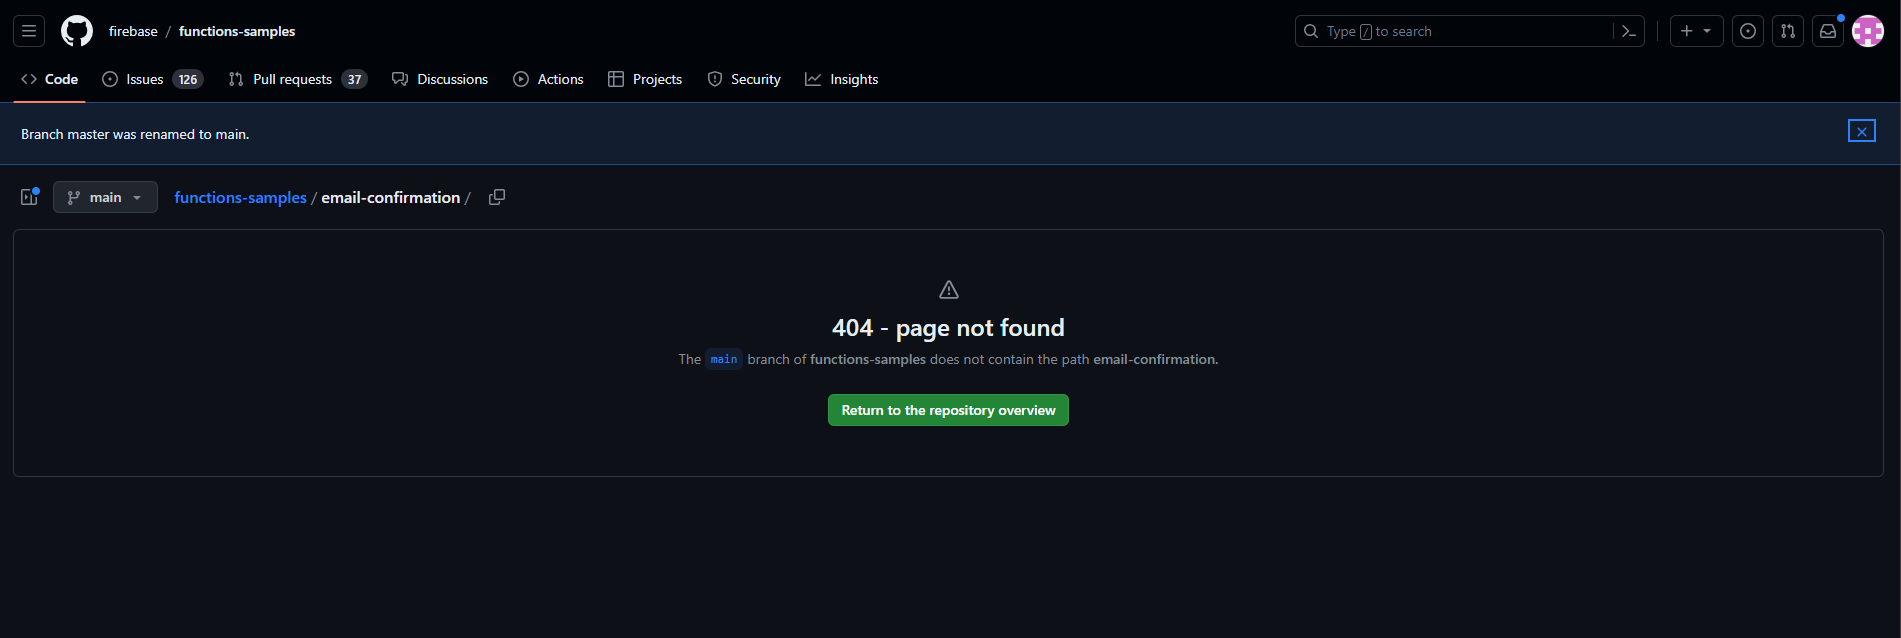 firebase / functions-samples
Type / to search
Code Issues 126 Pull requests 37 Discussions Actions Projects Security Insights
Branch master was renamed to main.
main functions-samples / email-confirmation /
404 - page not found
The main branch of functions-samples does not contain the path email-confirmation.
Return to the repository overview